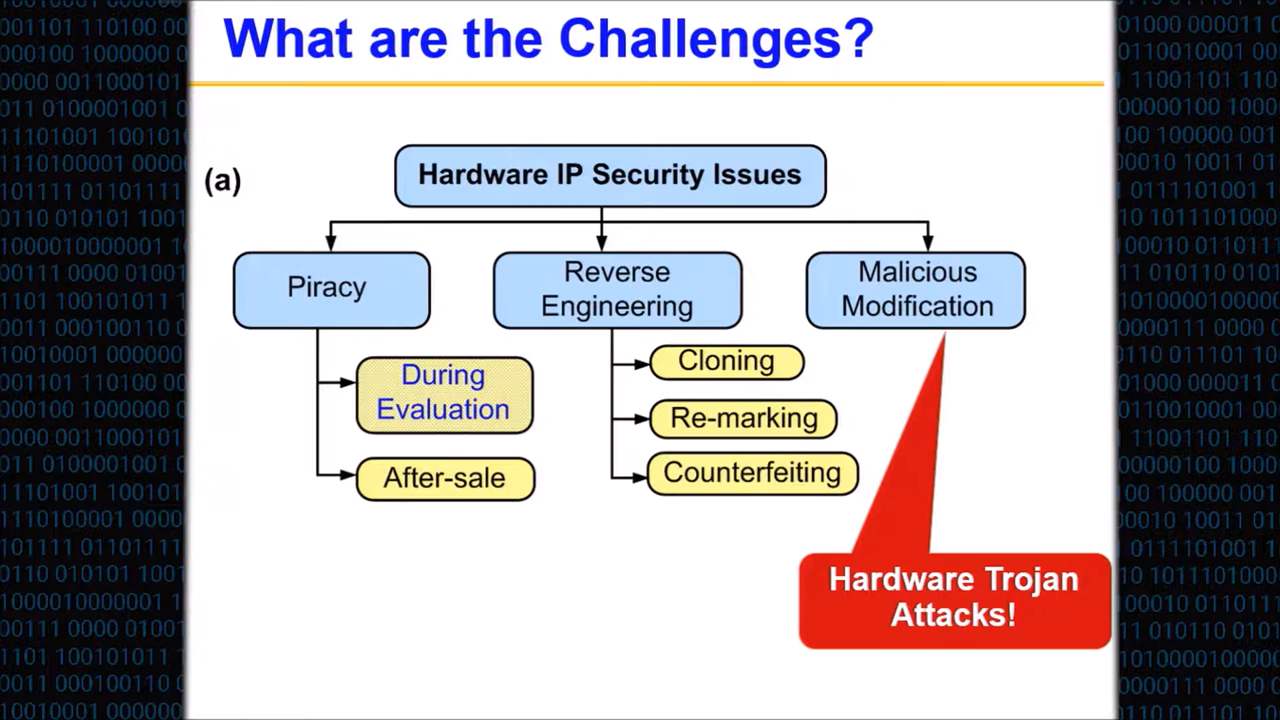 What are the Challenges?
(a)
Hardware IP Security Issues
Piracy
Reverse
Engineering
Malicious
Modification
During
Evaluation
After-sale
Cloning
Re-marking
Counterfeiting
Hardware Trojan
Attacks!